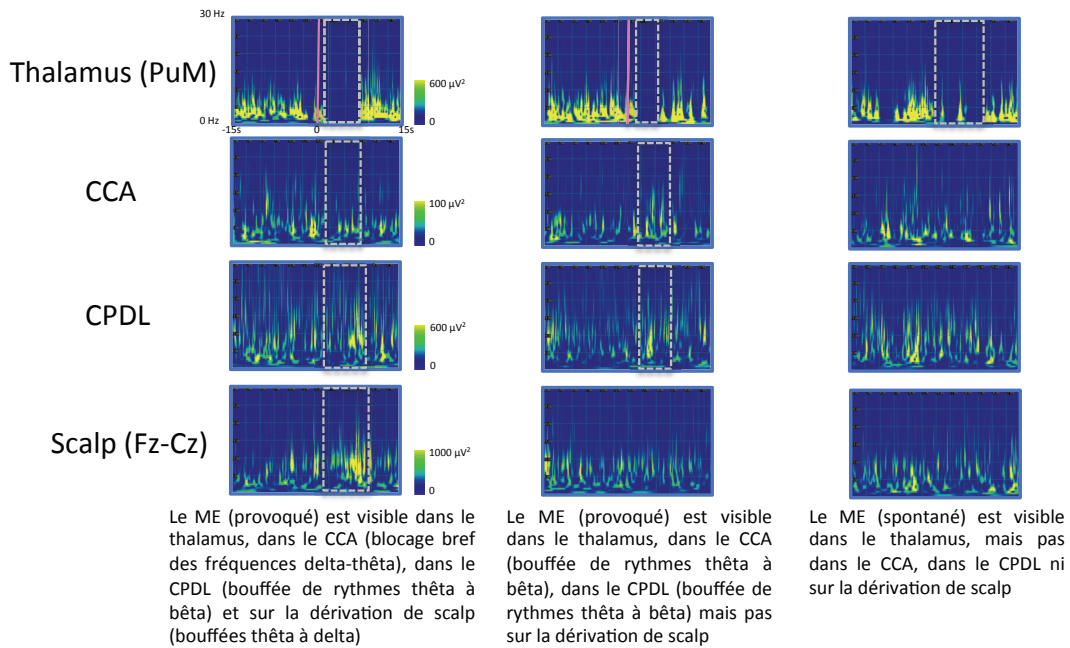 30 Hz
Thalamus (PuM)
600 µV²
0
0 Hz
-15s
0
15s
CCA
100 µV²
0
CPDL
600 µV²
0
Scalp (Fz-Cz)
1000 µV²
0
Le ME (provoqué) est visible dans le
thalamus, dans le CCA (blocage bref
des fréquences delta-thêta), dans le
CPDL (bouffée de rythmes thêta à
bêta) et sur la dérivation de scalp
(bouffées thêta à delta)
Le ME (provoqué) est visible
dans le thalamus, dans le CCA
(bouffée de rythmes thêta à
bêta), dans le CPDL (bouffée de
rythmes thêta à bêta) mais pas
sur la dérivation de scalp
Le ME (spontané) est visible
dans le thalamus, mais pas
dans le CCA, dans le CPDL ni
sur la dérivation de scalp